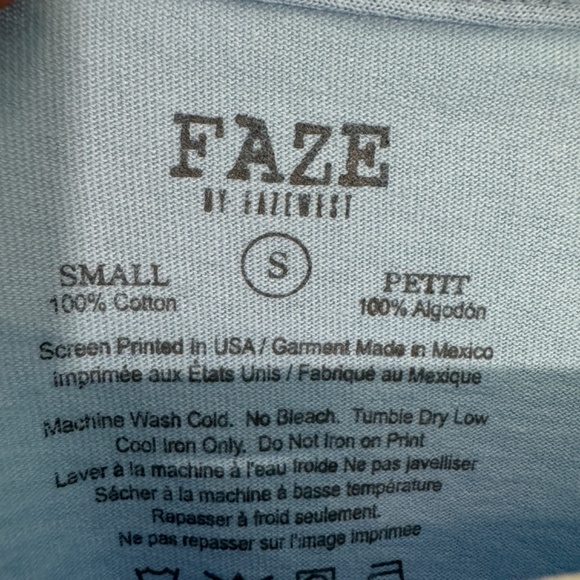 FAZE
BY FAZEWEST
S
SMALL PETIT
100% Cotton 100% Algodón
Screen Printed in USA / Garment Made in Mexico
Imprimée aux États Unis / Fabriqué au Mexique
Machine Wash Cold. No Bleach. Tumble Dry Low
Cool Iron Only. Do Not Iron on Print
Laver à la machine à l'eau froide Ne pas javelliser
Sécher à la machine à basse température
Repasser à froid seulement.
Ne pas repasser sur l'image imprimee